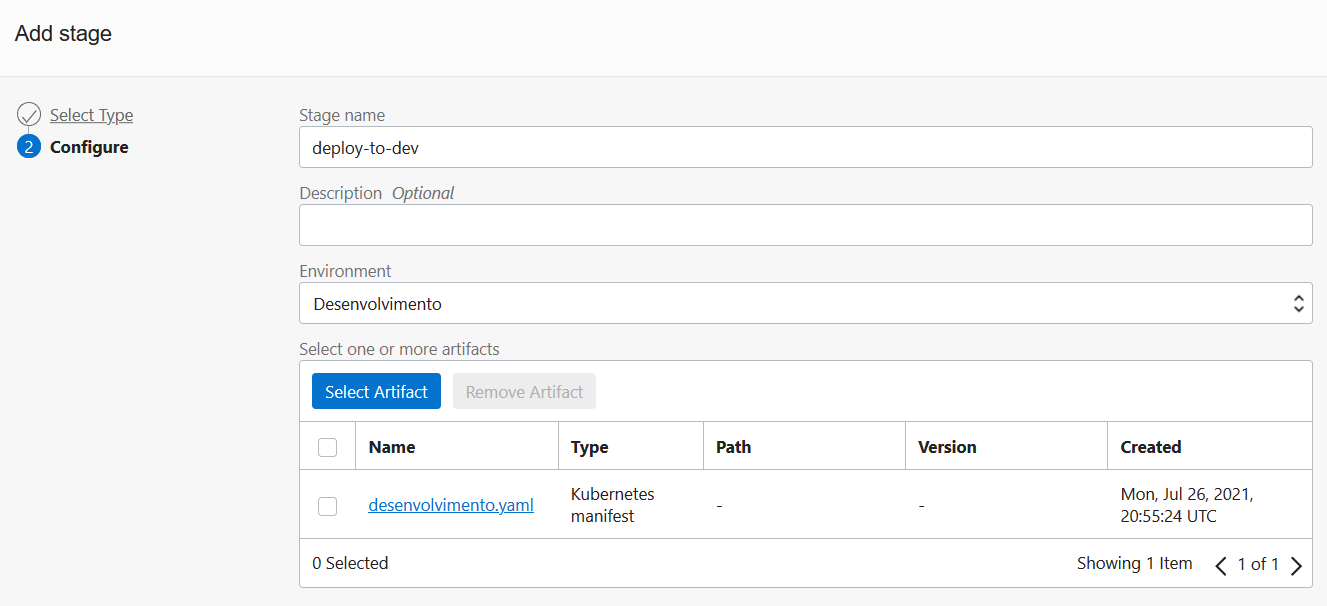 Add stage
Select Type
2 Configure
Stage name
deploy-to-dev
Description Optional
Environment
Desenvolvimento
Select one or more artifacts
Select Artifact Remove Artifact
Name Type Path Version Created
desenvolvimento.yaml Kubernetes manifest - - Mon, Jul 26, 2021, 20:55:24 UTC
0 Selected Showing 1 Item 1 of 1